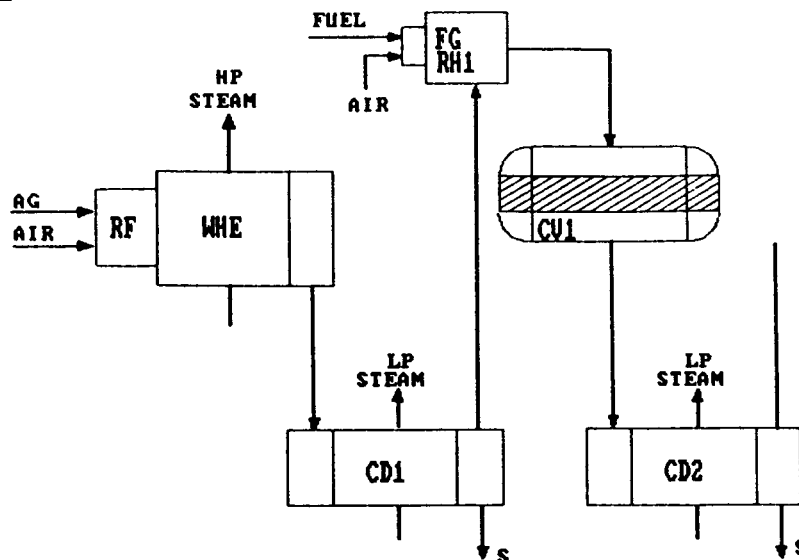 FUEL
FG
RH1
AIR
HP
STEAM
AG
RF
WHE
AIR
CV1
LP
STEAM
LP
STEAM
CD1
CD2
S
S